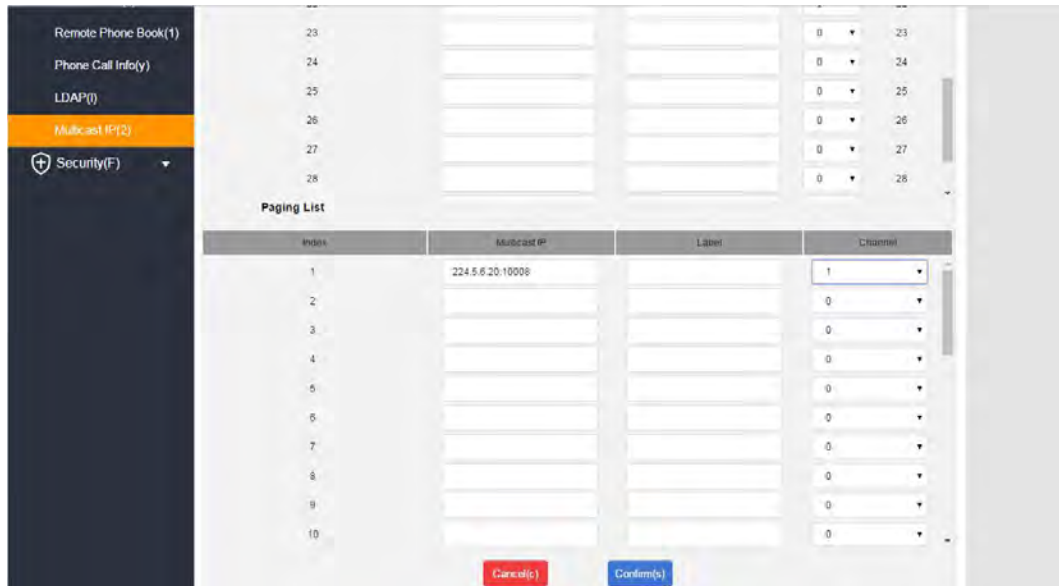 Remote Phone Book(1)
Phone Call Info(y)
LDAP(l)
Multicast IP(2)
Security(F)
23 0 23
24 0 24
25 0 25
26 0 26
27 0 27
28 0 28
Paging List
Index Multicast IP Label Channel
1 224.5.6.20:10008 1
2 0
3 0
4 0
5 0
6 0
7 0
8 0
9 0
10 0
Cancel(c) Confirm(s)